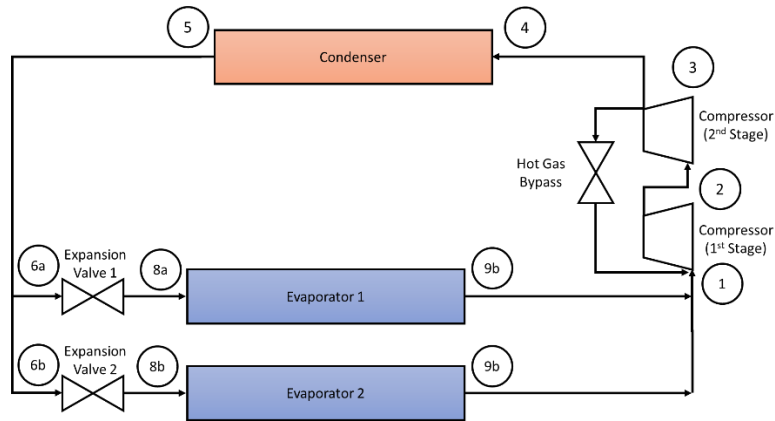 5
4
Condenser
3
Compressor
(2nd Stage)
Hot Gas
Bypass
2
Compressor
(1st Stage)
1
6a
Expansion
Valve 1
8a
Evaporator 1
9b
6b
Expansion
Valve 2
8b
Evaporator 2
9b